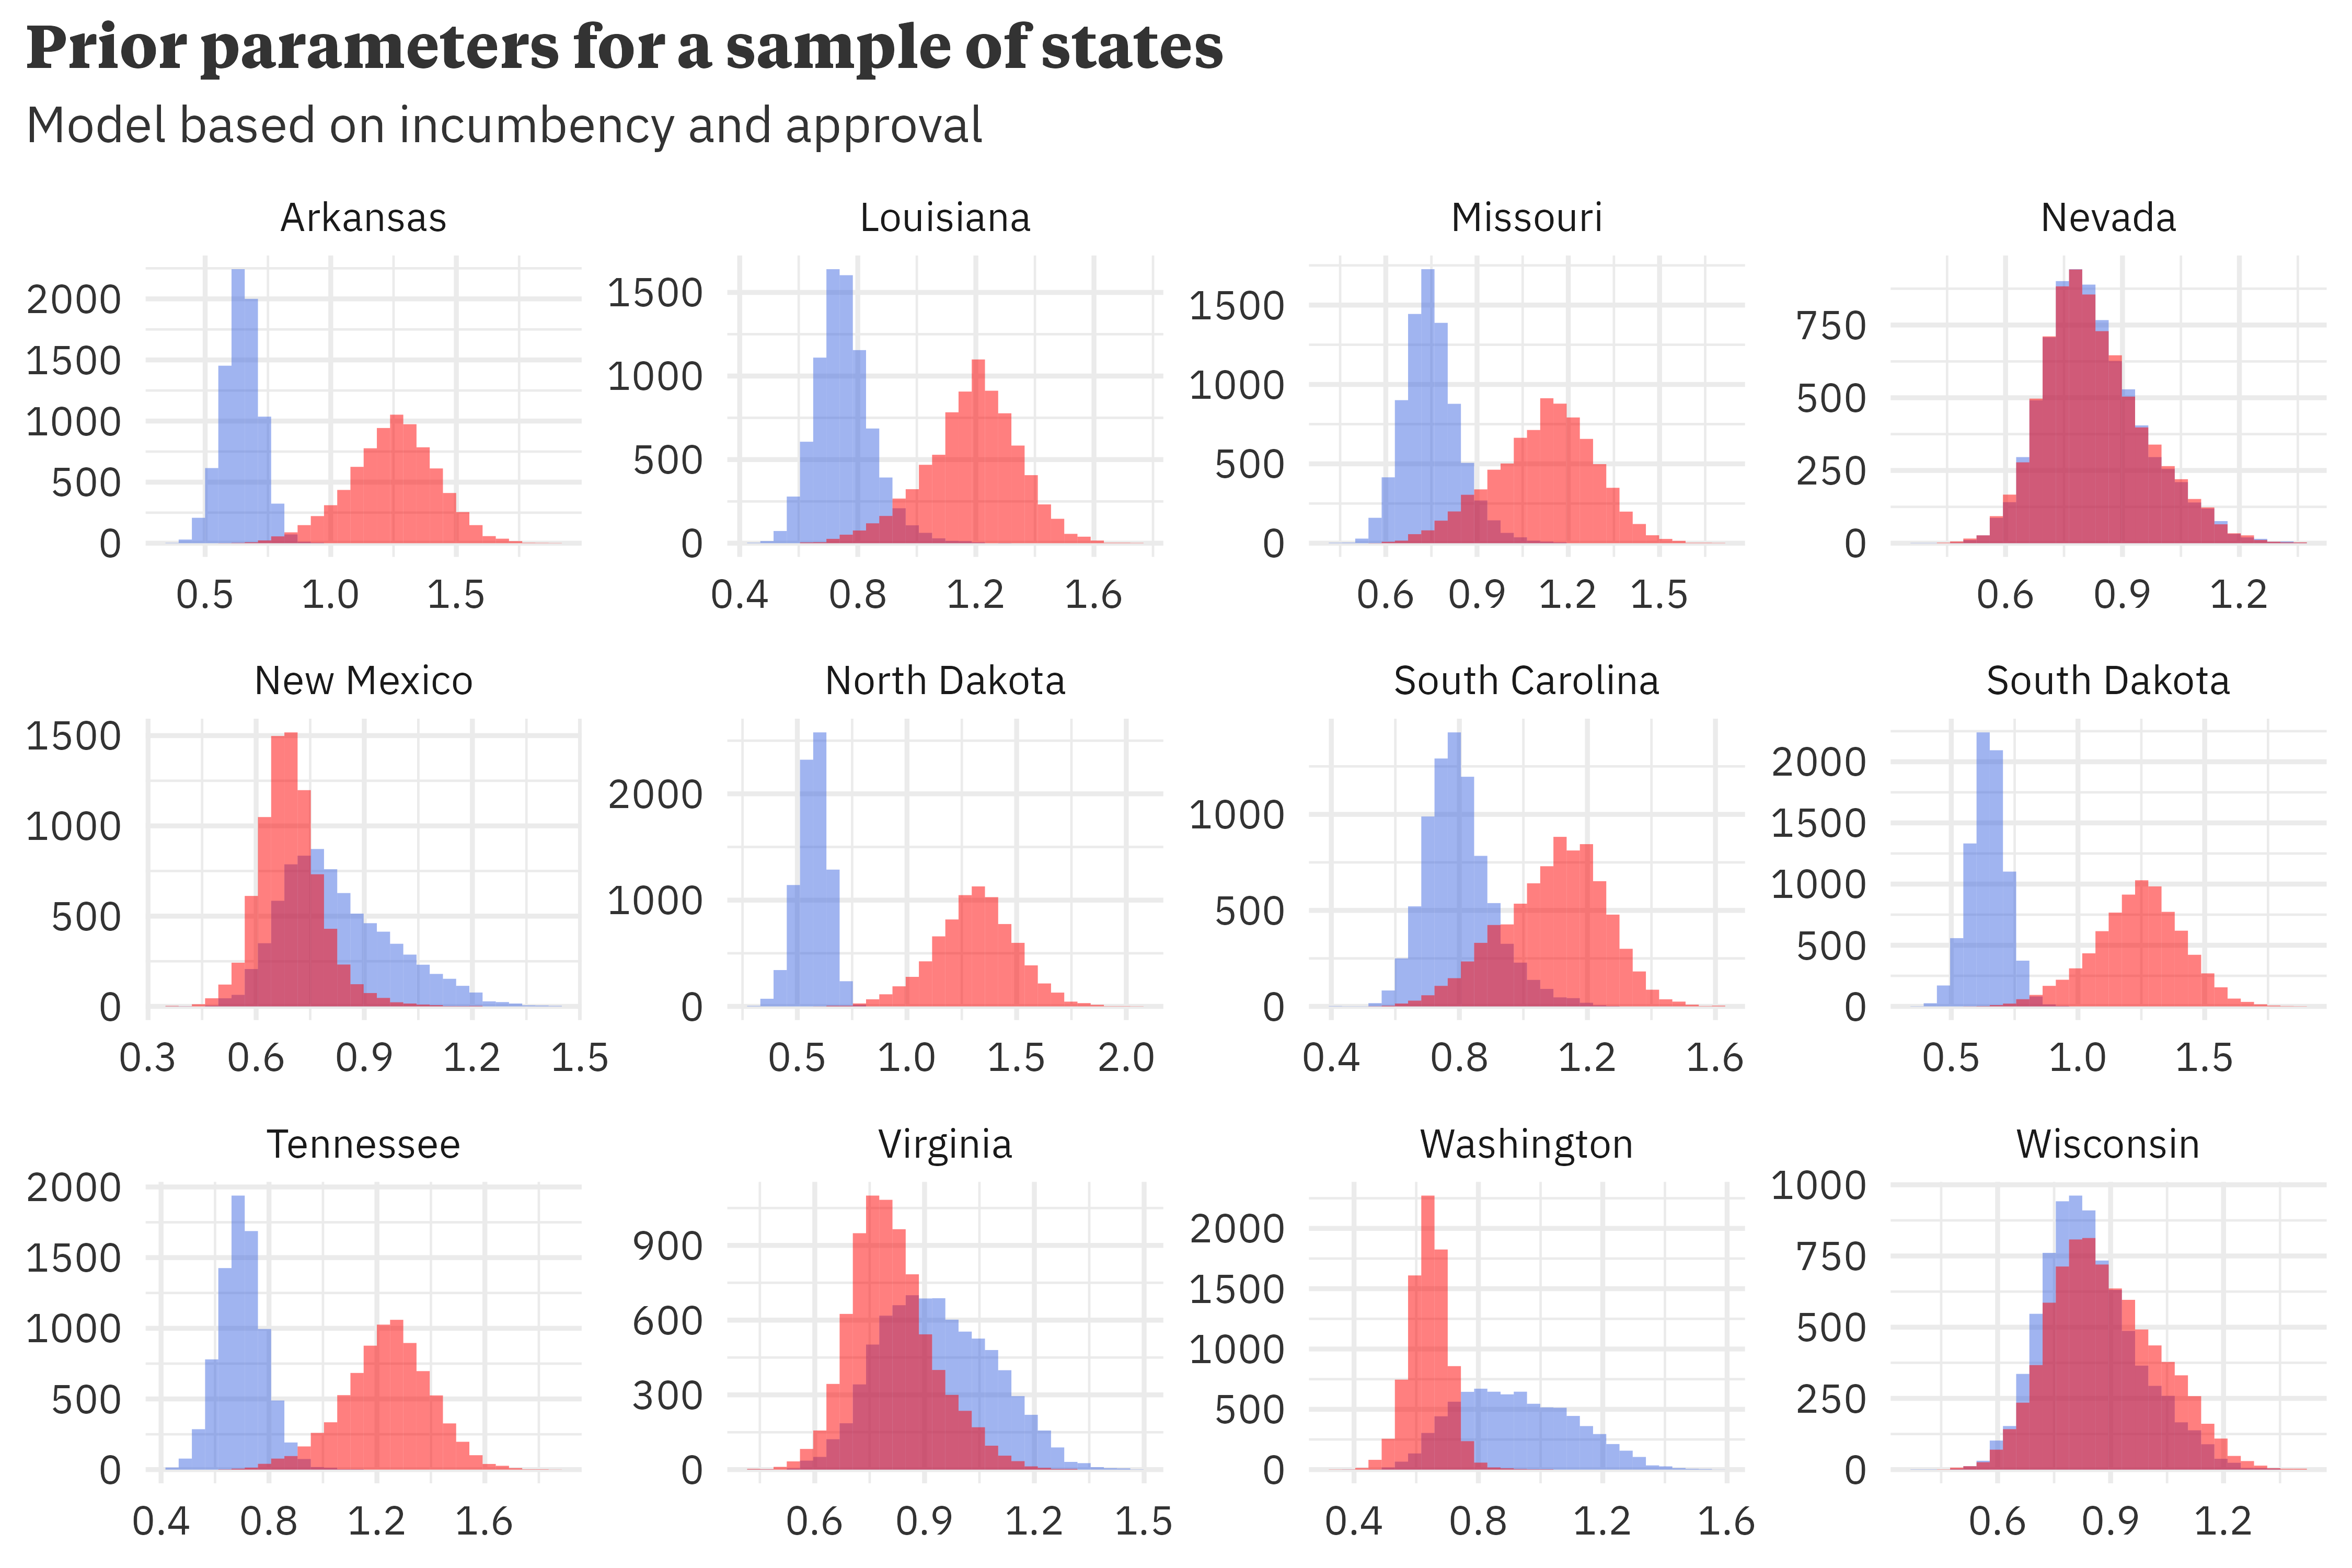 Prior parameters for a sample of states
Model based on incumbency and approval
Arkansas
2000
1500
1000
500
0
0.5 1.0 1.5
Louisiana
1500
1000
500
0
0.4 0.8 1.2 1.6
Missouri
1500
1000
500
0
0.6 0.9 1.2 1.5
Nevada
750
500
250
0
0.6 0.9 1.2
New Mexico
1500
1000
500
0
0.3 0.6 0.9 1.2 1.5
North Dakota
2000
1000
0
0.5 1.0 1.5 2.0
South Carolina
1000
500
0
0.4 0.8 1.2 1.6
South Dakota
2000
1500
1000
500
0
0.5 1.0 1.5
Tennessee
2000
1500
1000
500
0
0.4 0.8 1.2 1.6
Virginia
900
600
300
0
0.6 0.9 1.2 1.5
Washington
2000
1500
1000
500
0
0.4 0.8 1.2 1.6
Wisconsin
1000
750
500
250
0
0.6 0.9 1.2